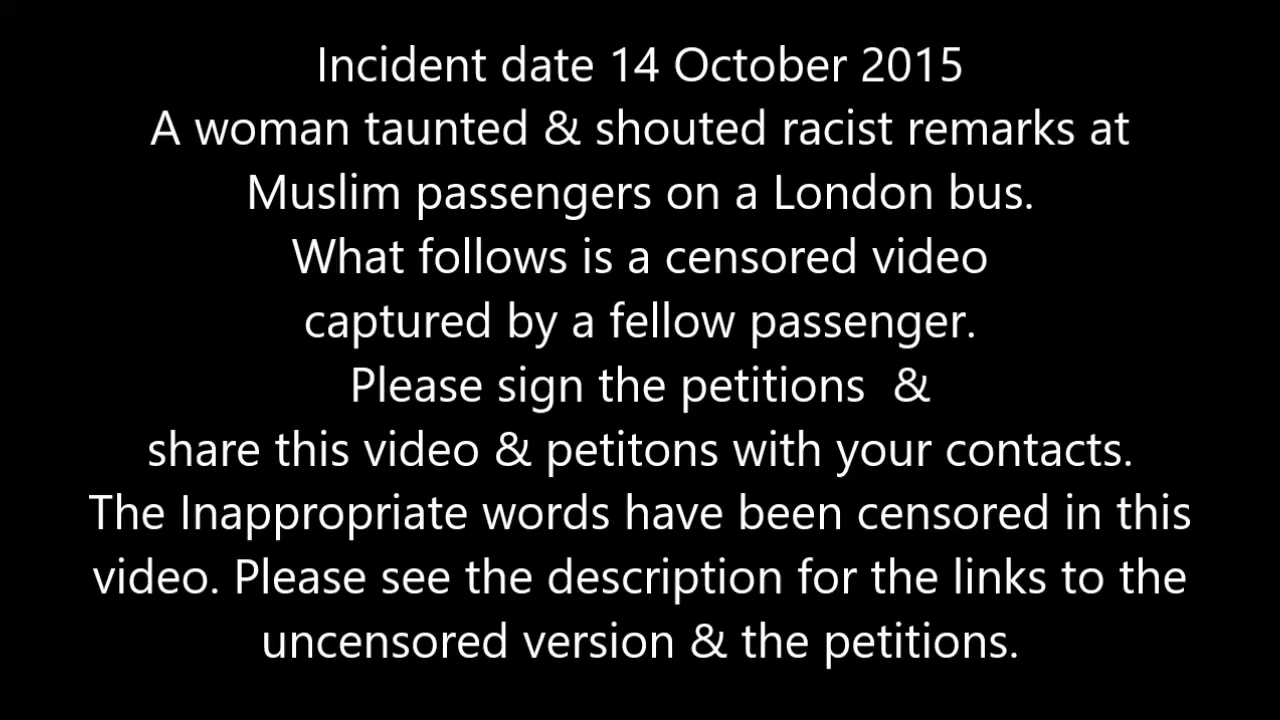 Incident date 14 October 2015
A woman taunted & shouted racist remarks at
Muslim passengers on a London bus.
What follows is a censored video
captured by a fellow passenger.
Please sign the petitions  &
share this video & petitons with your contacts.
The Inappropriate words have been censored in this
video. Please see the description for the links to the
uncensored version & the petitions.